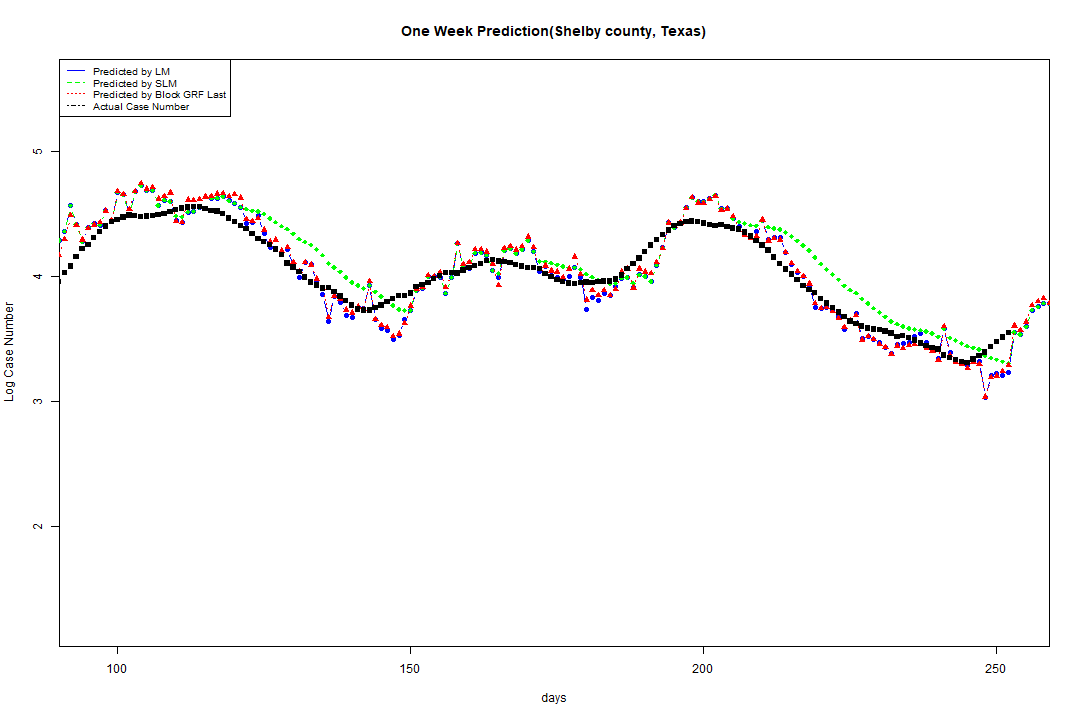 One Week Prediction(Shelby county, Texas)
Predicted by LM
Predicted by SLM
Predicted by Block GRF Last
Actual Case Number
5
4
3
2
Log Case Number
100 150 200 250
days